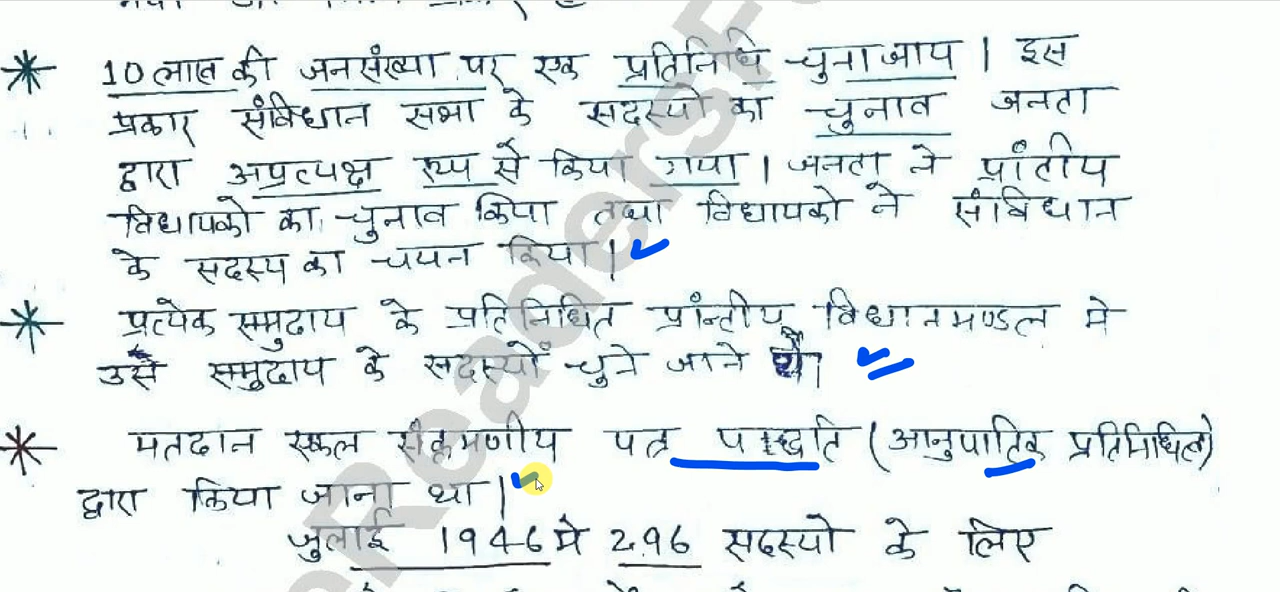 10 लाख की जनसंख्या पर एक प्रतिनिधि चुना जाय । इस
प्रकार संविधान सभा के सदस्यो का चुनाव जनता
द्वारा अप्रत्यक्ष रूप से किया गया । जनता ने प्रांतीय
विधायको का चुनाव किया तथा विधायको ने संविधान
के सदस्य का चयन किया ।
प्रत्येक समुदाय के प्रतिनिधित प्रांन्तीय विधानमण्डल मे
उसे समुदाय के सदस्यों चुने जाने थे ।
मतदान एकल संक्रमणीय पत्र पद्धति (आनुपातिक प्रतिनिधित्व)
द्वारा किया जाना था ।
जुलाई 1946 मे 296 सदस्यो के लिए